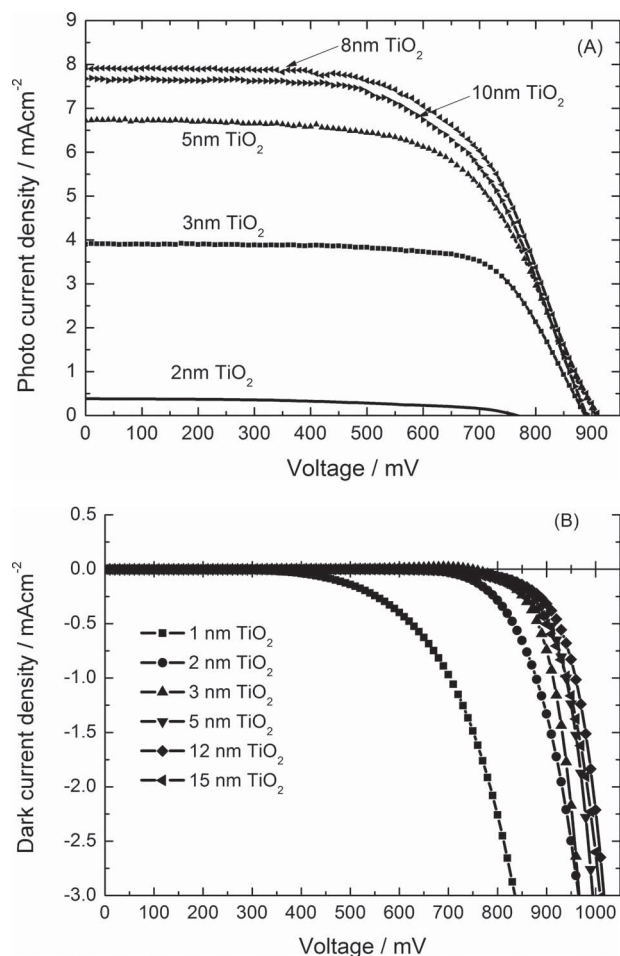 (A)
9
8
7
6
5
4
3
2
1
0
8nm TiO₂
10nm TiO₂
5nm TiO₂
3nm TiO₂
2nm TiO₂
Photo current density / mAcm⁻²
0 100 200 300 400 500 600 700 800 900
Voltage / mV
(B)
0.5
0.0
-0.5
-1.0
-1.5
-2.0
-2.5
-3.0
1 nm TiO₂
2 nm TiO₂
3 nm TiO₂
5 nm TiO₂
12 nm TiO₂
15 nm TiO₂
Dark current density / mAcm⁻²
0 100 200 300 400 500 600 700 800 900 1000
Voltage / mV